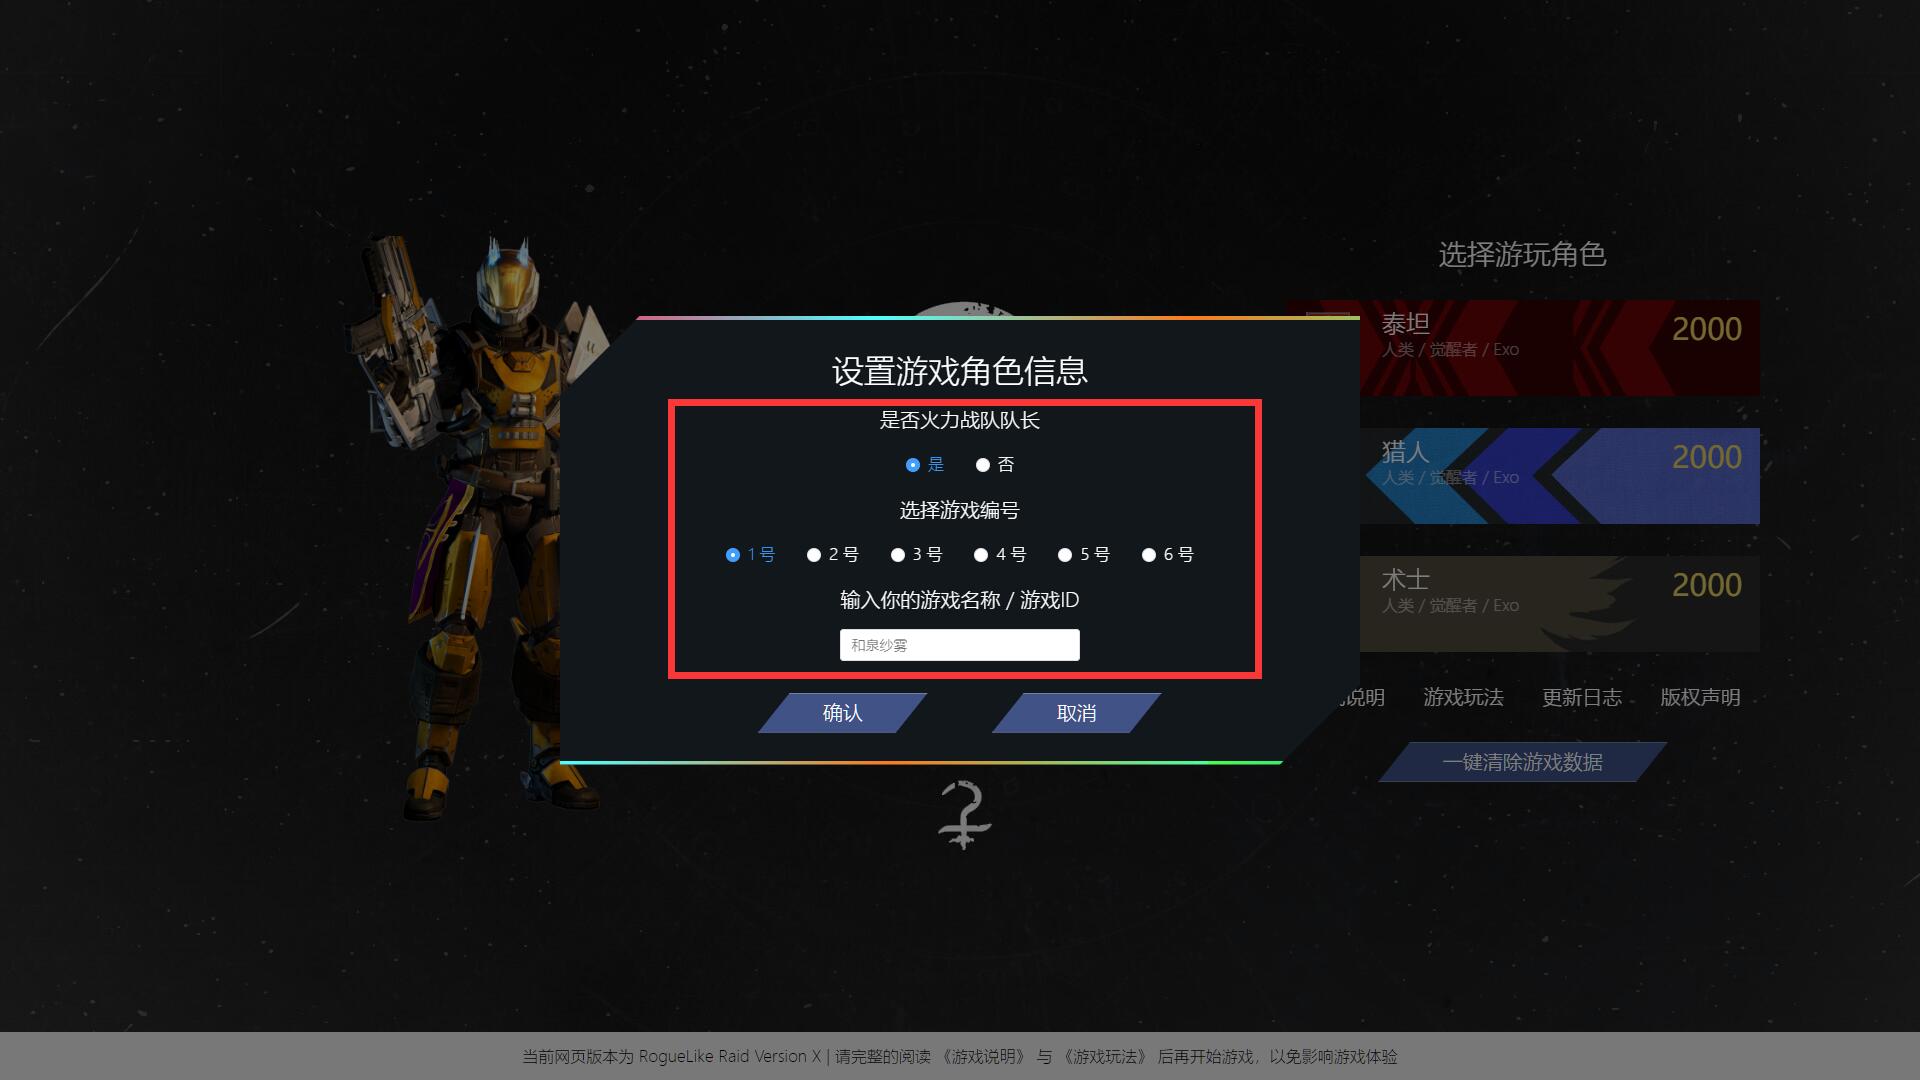 选择游玩角色
泰坦
人类 / 觉醒者 / Exo
2000
猎人
人类 / 觉醒者 / Exo
2000
术士
人类 / 觉醒者 / Exo
2000
设置游戏角色信息
是否火力战队队长
是 否
选择游戏编号
1 号 2 号 3 号 4 号 5 号 6 号
输入你的游戏名称 / 游戏ID
和泉纱雾
确认 取消
说明 游戏玩法 更新日志 版权声明
一键清除游戏数据
当前网页版本为 RogueLike Raid Version X | 请完整的阅读 《游戏说明》 与 《游戏玩法》 后再开始游戏，以免影响游戏体验